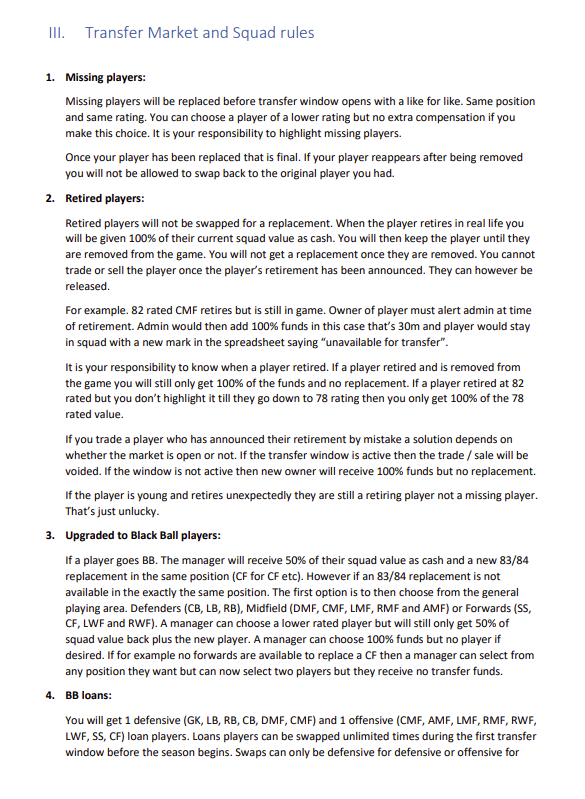 III. Transfer Market and Squad rules
1. Missing players:
Missing players will be replaced before transfer window opens with a like for like. Same position
and same rating. You can choose a player of a lower rating but no extra compensation if you
make this choice. It is your responsibility to highlight missing players.
Once your player has been replaced that is final. If your player reappears after being removed
you will not be allowed to swap back to the original player you had.
2. Retired players:
Retired players will not be swapped for a replacement. When the player retires in real life you
will be given 100% of their current squad value as cash. You will then keep the player until they
are removed from the game. You will not get a replacement once they are removed. You cannot
trade or sell the player once the player's retirement has been announced. They can however be
released.
For example. 82 rated CMF retires but is still in game. Owner of player must alert admin at time
of retirement. Admin would then add 100% funds in this case that's 30m and player would stay
in squad with a new mark in the spreadsheet saying "unavailable for transfer".
It is your responsibility to know when a player retired. If a player retired and is removed from
the game you will still only get 100% of the funds and no replacement. If a player retired at 82
rated but you don't highlight it till they go down to 78 rating then you only get 100% of the 78
rated value.
If you trade a player who has announced their retirement by mistake a solution depends on
whether the market is open or not. If the transfer window is active then the trade / sale will be
voided. If the window is not active then new owner will receive 100% funds but no replacement.
If the player is young and retires unexpectedly they are still a retiring player not a missing player.
That's just unlucky.
3. Upgraded to Black Ball players:
If a player goes BB. The manager will receive 50% of their squad value as cash and a new 83/84
replacement in the same position (CF for CF etc). However if an 83/84 replacement is not
available in the exactly the same position. The first option is to then choose from the general
playing area. Defenders (CB, LB, RB), Midfield (DMF, CMF, LMF, RMF and AMF) or Forwards (SS,
CF, LWF and RWF). A manager can choose a lower rated player but will still only get 50% of
squad value back plus the new player. A manager can choose 100% funds but no player if
desired. If for example no forwards are available to replace a CF then a manager can select from
any position they want but can now select two players but they receive no transfer funds.
4. BB loans:
You will get 1 defensive (GK, LB, RB, CB, DMF, CMF) and 1 offensive (CMF, AMF, LMF, RMF, RWF,
LWF, SS, CF) loan players. Loans players can be swapped unlimited times during the first transfer
window before the season begins. Swaps can only be defensive for defensive or offensive for